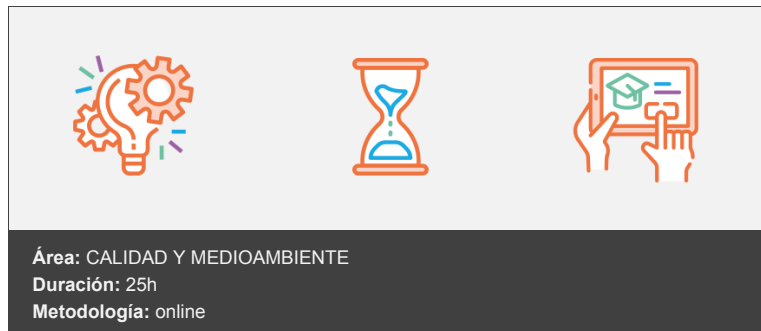 Área: CALIDAD Y MEDIOAMBIENTE
Duración: 25h
Metodología: online